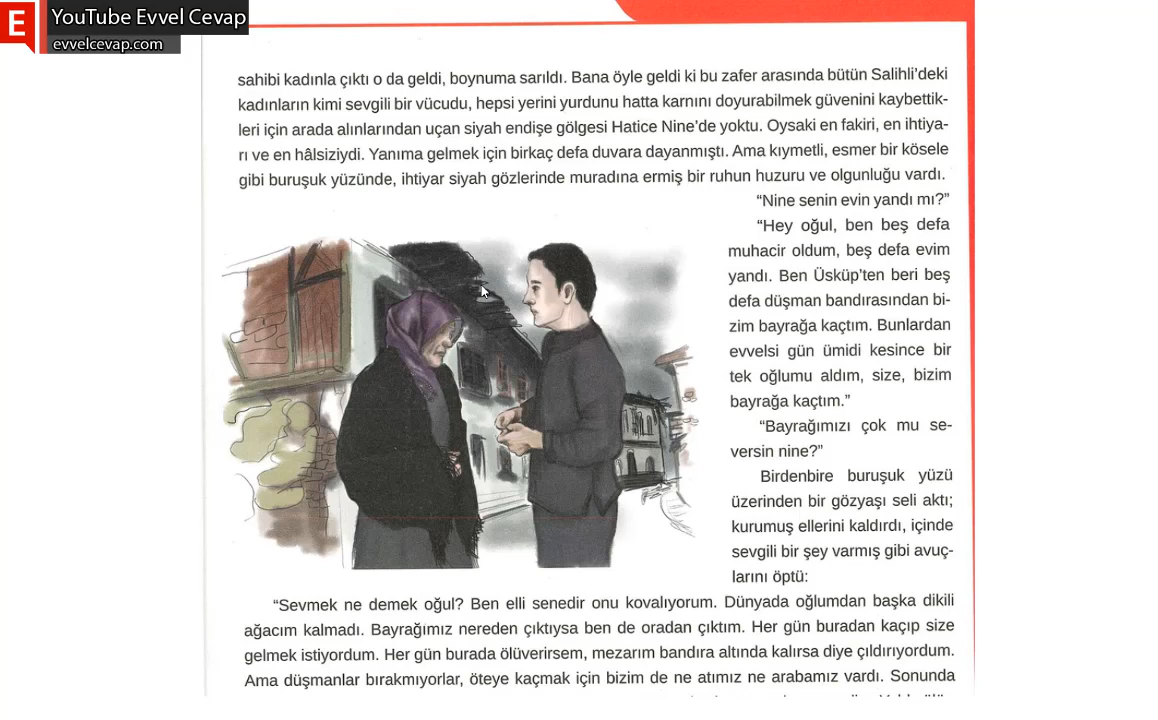 E YouTube Evvel Cevap
evvelcevap.com
sahibi kadınla çıktı o da geldi, boynuma sarıldı. Bana öyle geldi ki bu zafer arasında bütün Salihli’deki
kadınların kimi sevgili bir vücudu, hepsi yerini yurdunu hatta karnını doyurabilmek güvenini kaybettik-
leri için arada alınlarından uçan siyah endişe gölgesi Hatice Nine’de yoktu. Oysaki en fakiri, en ihtiya-
rı ve en hâlsiziydi. Yanıma gelmek için birkaç defa duvara dayanmıştı. Ama kıymetli, esmer bir kösele
gibi buruşuk yüzünde, ihtiyar siyah gözlerinde muradına ermiş bir ruhun huzuru ve olgunluğu vardı.
“Nine senin evin yandı mı?”
“Hey oğul, ben beş defa
muhacir oldum, beş defa evim
yandı. Ben Üsküp’ten beri beş
defa düşman bandırasından bi-
zim bayrağa kaçtım. Bunlardan
evvelsi gün ümidi kesince bir
tek oğlumu aldım, size, bizim
bayrağa kaçtım.”
“Bayrağımızı çok mu se-
versin nine?”
Birdenbire buruşuk yüzü
üzerinden bir gözyaşı seli aktı;
kurumuş ellerini kaldırdı, içinde
sevgili bir şey varmış gibi avuç-
larını öptü:
“Sevmek ne demek oğul? Ben elli senedir onu kovalıyorum. Dünyada oğlumdan başka dikili
ağacım kalmadı. Bayrağımız nereden çıktıysa ben de oradan çıktım. Her gün buradan kaçıp size
gelmek istiyordum. Her gün burada ölüverirsem, mezarım bandıra altında kalırsa diye çıldırıyordum.
Ama düşmanlar bırakmıyorlar, öteye kaçmak için bizim de ne atımız ne arabamız vardı. Sonunda